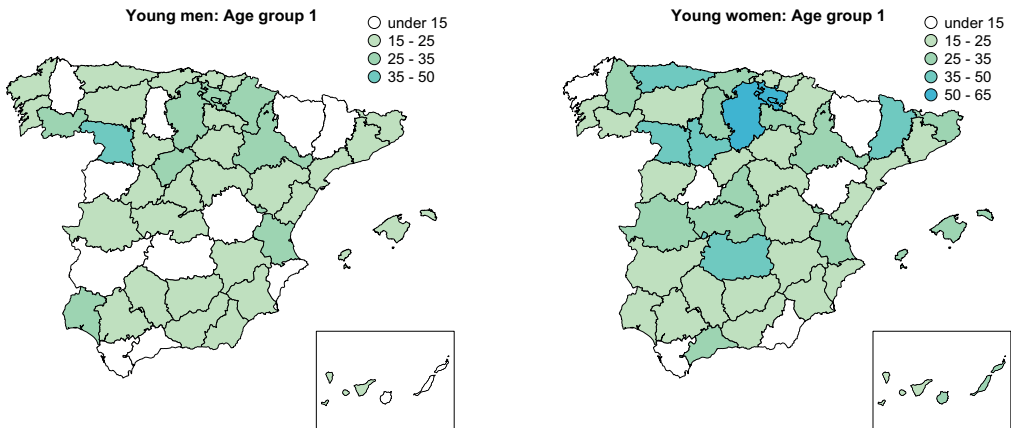 Young men: Age group 1
under 15
15 - 25
25 - 35
35 - 50
Young women: Age group 1
under 15
15 - 25
25 - 35
35 - 50
50 - 65